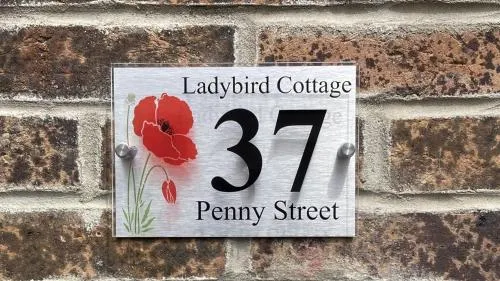 Ladybird Cottage
37
Penny Street